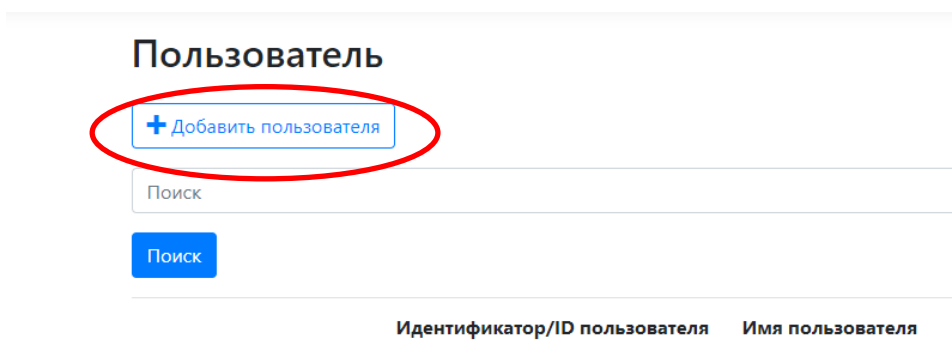 Пользователь
Добавить пользователя
Поиск
Поиск
Идентификатор/ID пользователя Имя пользователя